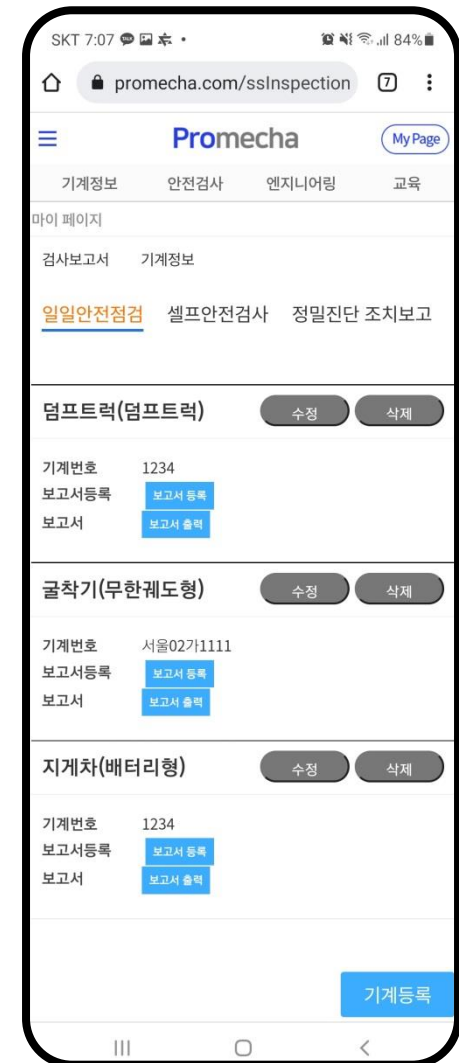 SKT 7:07 84%
promecha.com/ssInspection 7
Promecha My Page
기계정보 안전검사 엔지니어링 교육
마이 페이지
검사보고서 기계정보
일일안전점검 셀프안전검사 정밀진단 조치보고
덤프트럭(덤프트럭) 수정 삭제
기계번호 1234
보고서등록 보고서 등록
보고서 보고서 출력
굴착기(무한궤도형) 수정 삭제
기계번호 서울02가1111
보고서등록 보고서 등록
보고서 보고서 출력
지게차(배터리형) 수정 삭제
기계번호 1234
보고서등록 보고서 등록
보고서 보고서 출력
기계등록